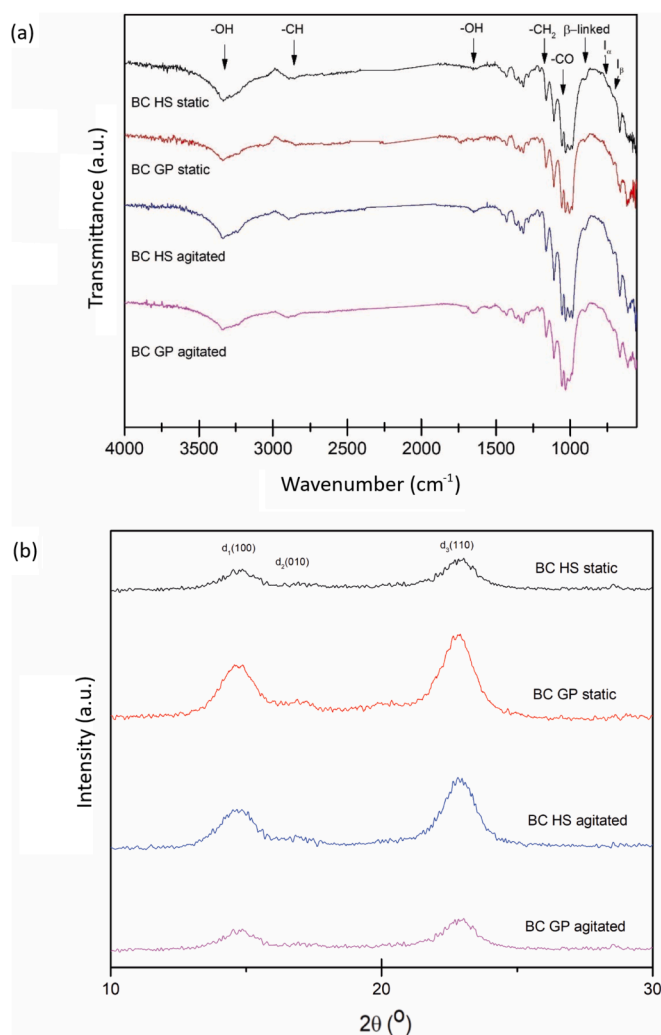 (a)
-OH
-CH
-OH
-CH₂
β–linked
-CO
Iα
Iβ
BC HS static
BC GP static
BC HS agitated
BC GP agitated
Transmittance (a.u.)
4000 3500 3000 2500 2000 1500 1000
Wavenumber (cm⁻¹)
(b)
d₁(100)
d₂(010)
d₃(110)
BC HS static
BC GP static
BC HS agitated
BC GP agitated
Intensity (a.u.)
10 20 30
2θ (⁰)